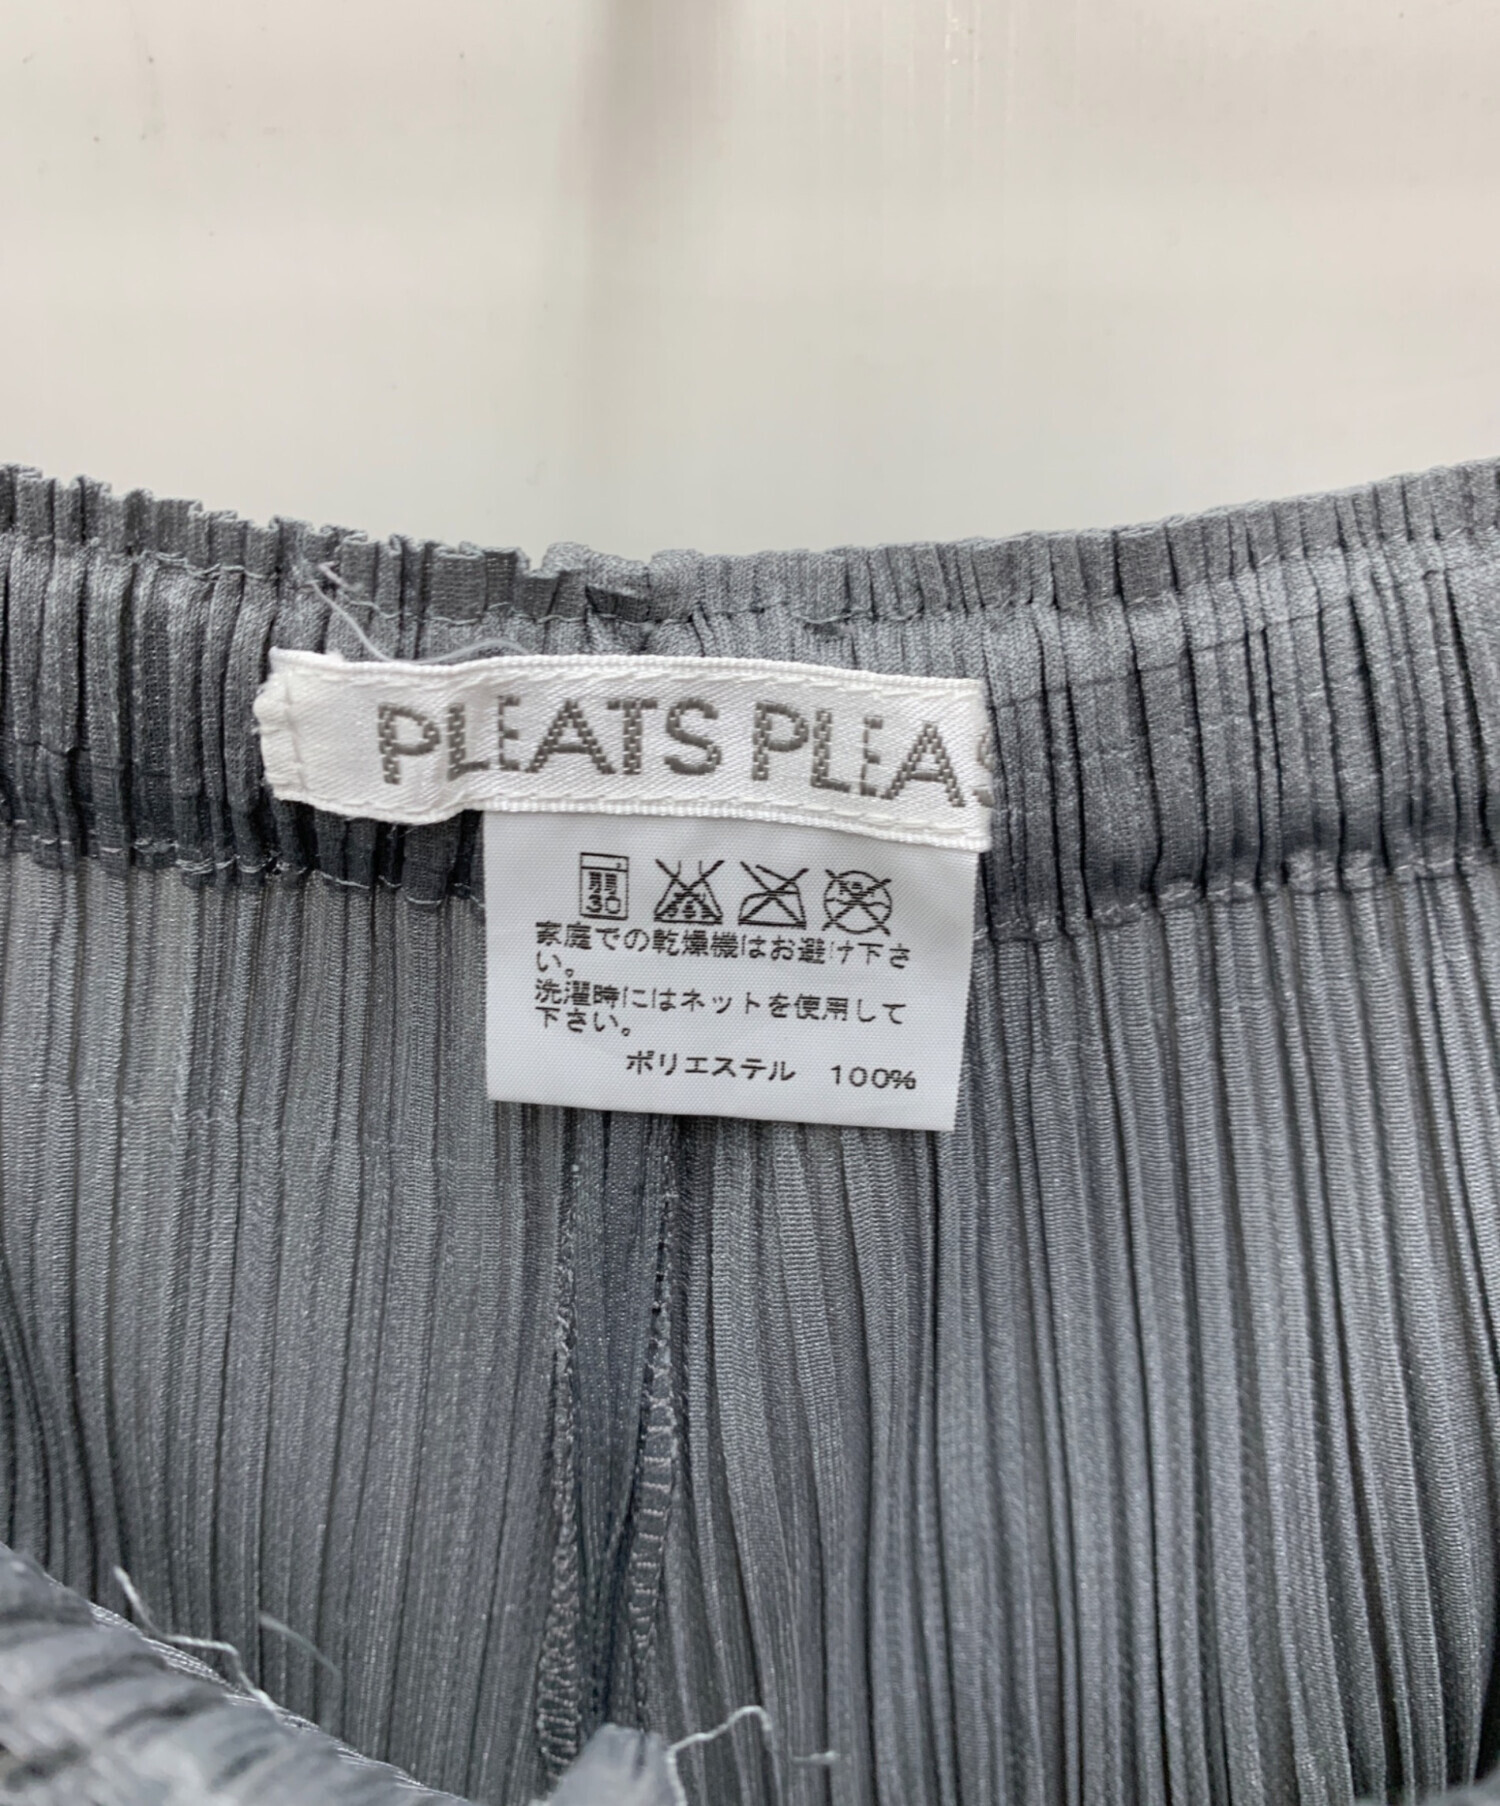 PLEATS PLEAS
弱
30
家庭での乾燥機はお避け下さ
い。
洗濯時にはネットを使用して
下さい。
ポリエステル 100%